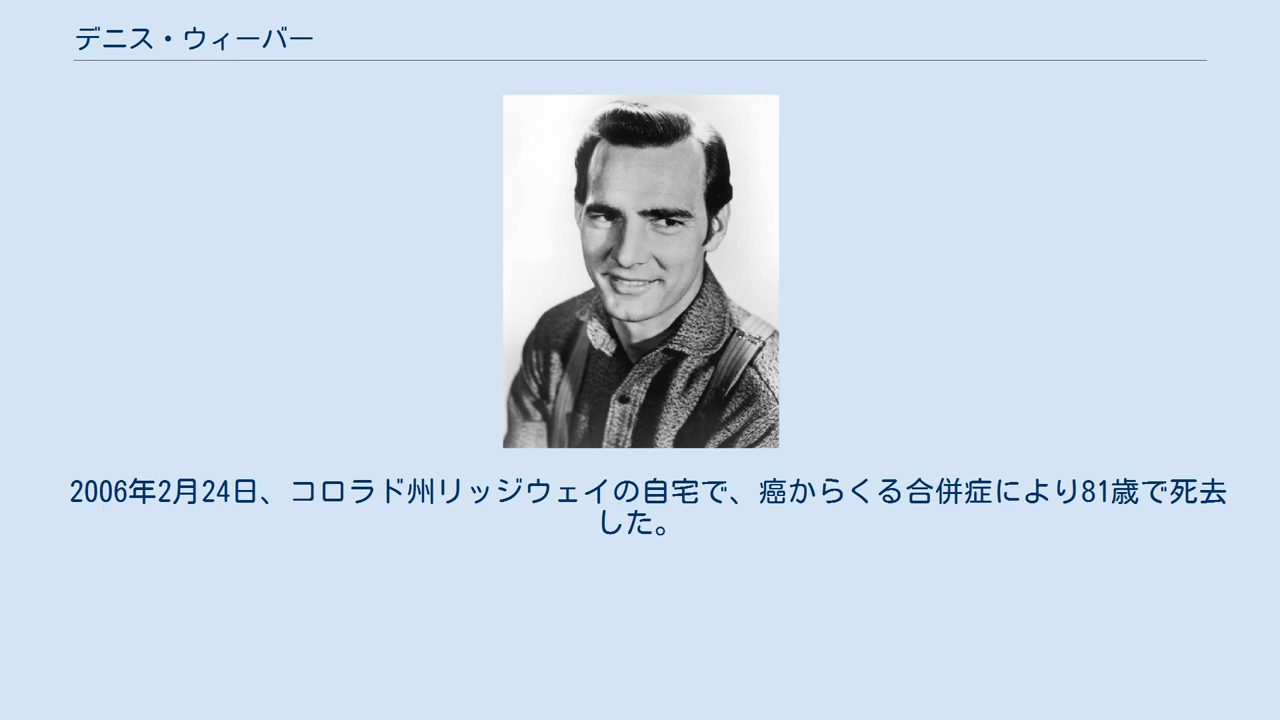 デニス・ウィーバー
2006年2月24日、コロラド州リッジウェイの自宅で、癌からくる合併症により81歳で死去
した。